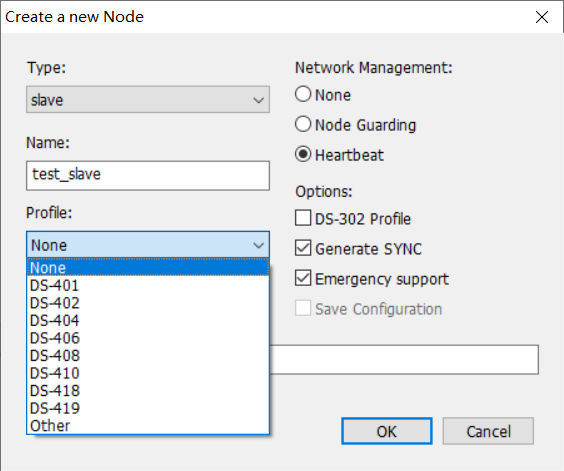 Create a new Node
Type:
slave
Name:
test_slave
Profile:
None
None
DS-401
DS-402
DS-404
DS-406
DS-408
DS-410
DS-418
DS-419
Other
Network Management:
None
Node Guarding
Heartbeat
Options:
DS-302 Profile
Generate SYNC
Emergency support
Save Configuration
OK
Cancel